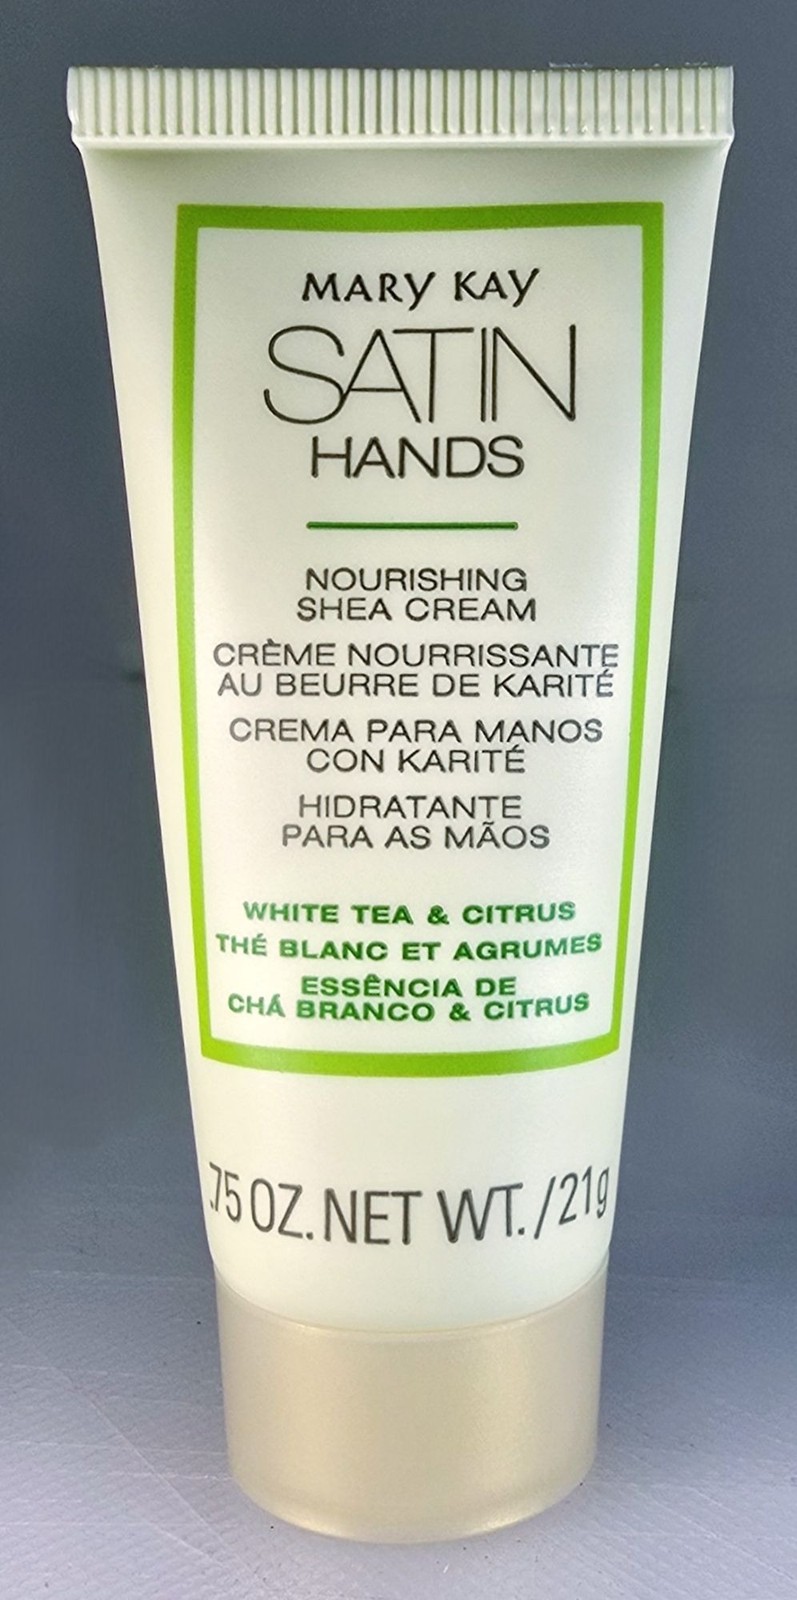 MARY KAY
SATIN
HANDS
NOURISHING
SHEA CREAM
CRÈME NOURRISSANTE
AU BEURRE DE KARITÉ
CREMA PARA MANOS
CON KARITÉ
HIDRATANTE
PARA AS MÃOS
WHITE TEA & CITRUS
THÉ BLANC ET AGRUMES
ESSÊNCIA DE
CHÁ BRANCO & CITRUS
.75 OZ. NET WT./21g